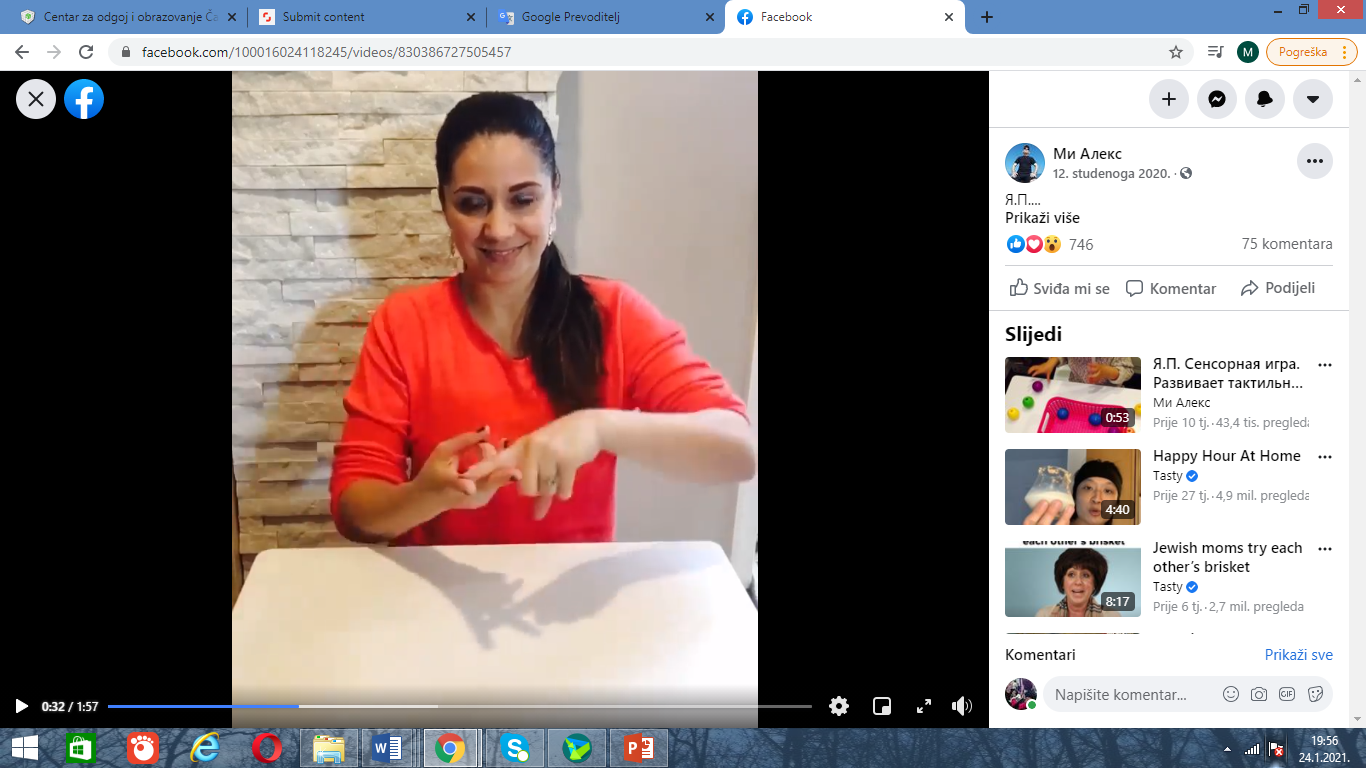 Centar za odgoj i obrazovanje Ča
Submit content
Google Prevoditelj
Facebook
facebook.com/100016024118245/videos/830386727505457
M
Pogreška
Ми Алекс
12. studenoga 2020.
Я.П....
Prikaži više
746
75 komentara
Sviđa mi se
Komentar
Podijeli
Slijedi
Я.П. Сенсорная игра.
Развивает тактильн...
Ми Алекс
Prije 10 tj. · 43,4 tis. pregleda
0:53
Happy Hour At Home
Tasty
Prije 27 tj. · 4,9 mil. pregleda
4:40
each other's brisket
Jewish moms try each
other's brisket
Tasty
Prije 6 tj. · 2,7 mil. pregleda
8:17
Komentari
Prikaži sve
Napišite komentar...
GIF
0:32 / 1:57
19:56
24.1.2021.